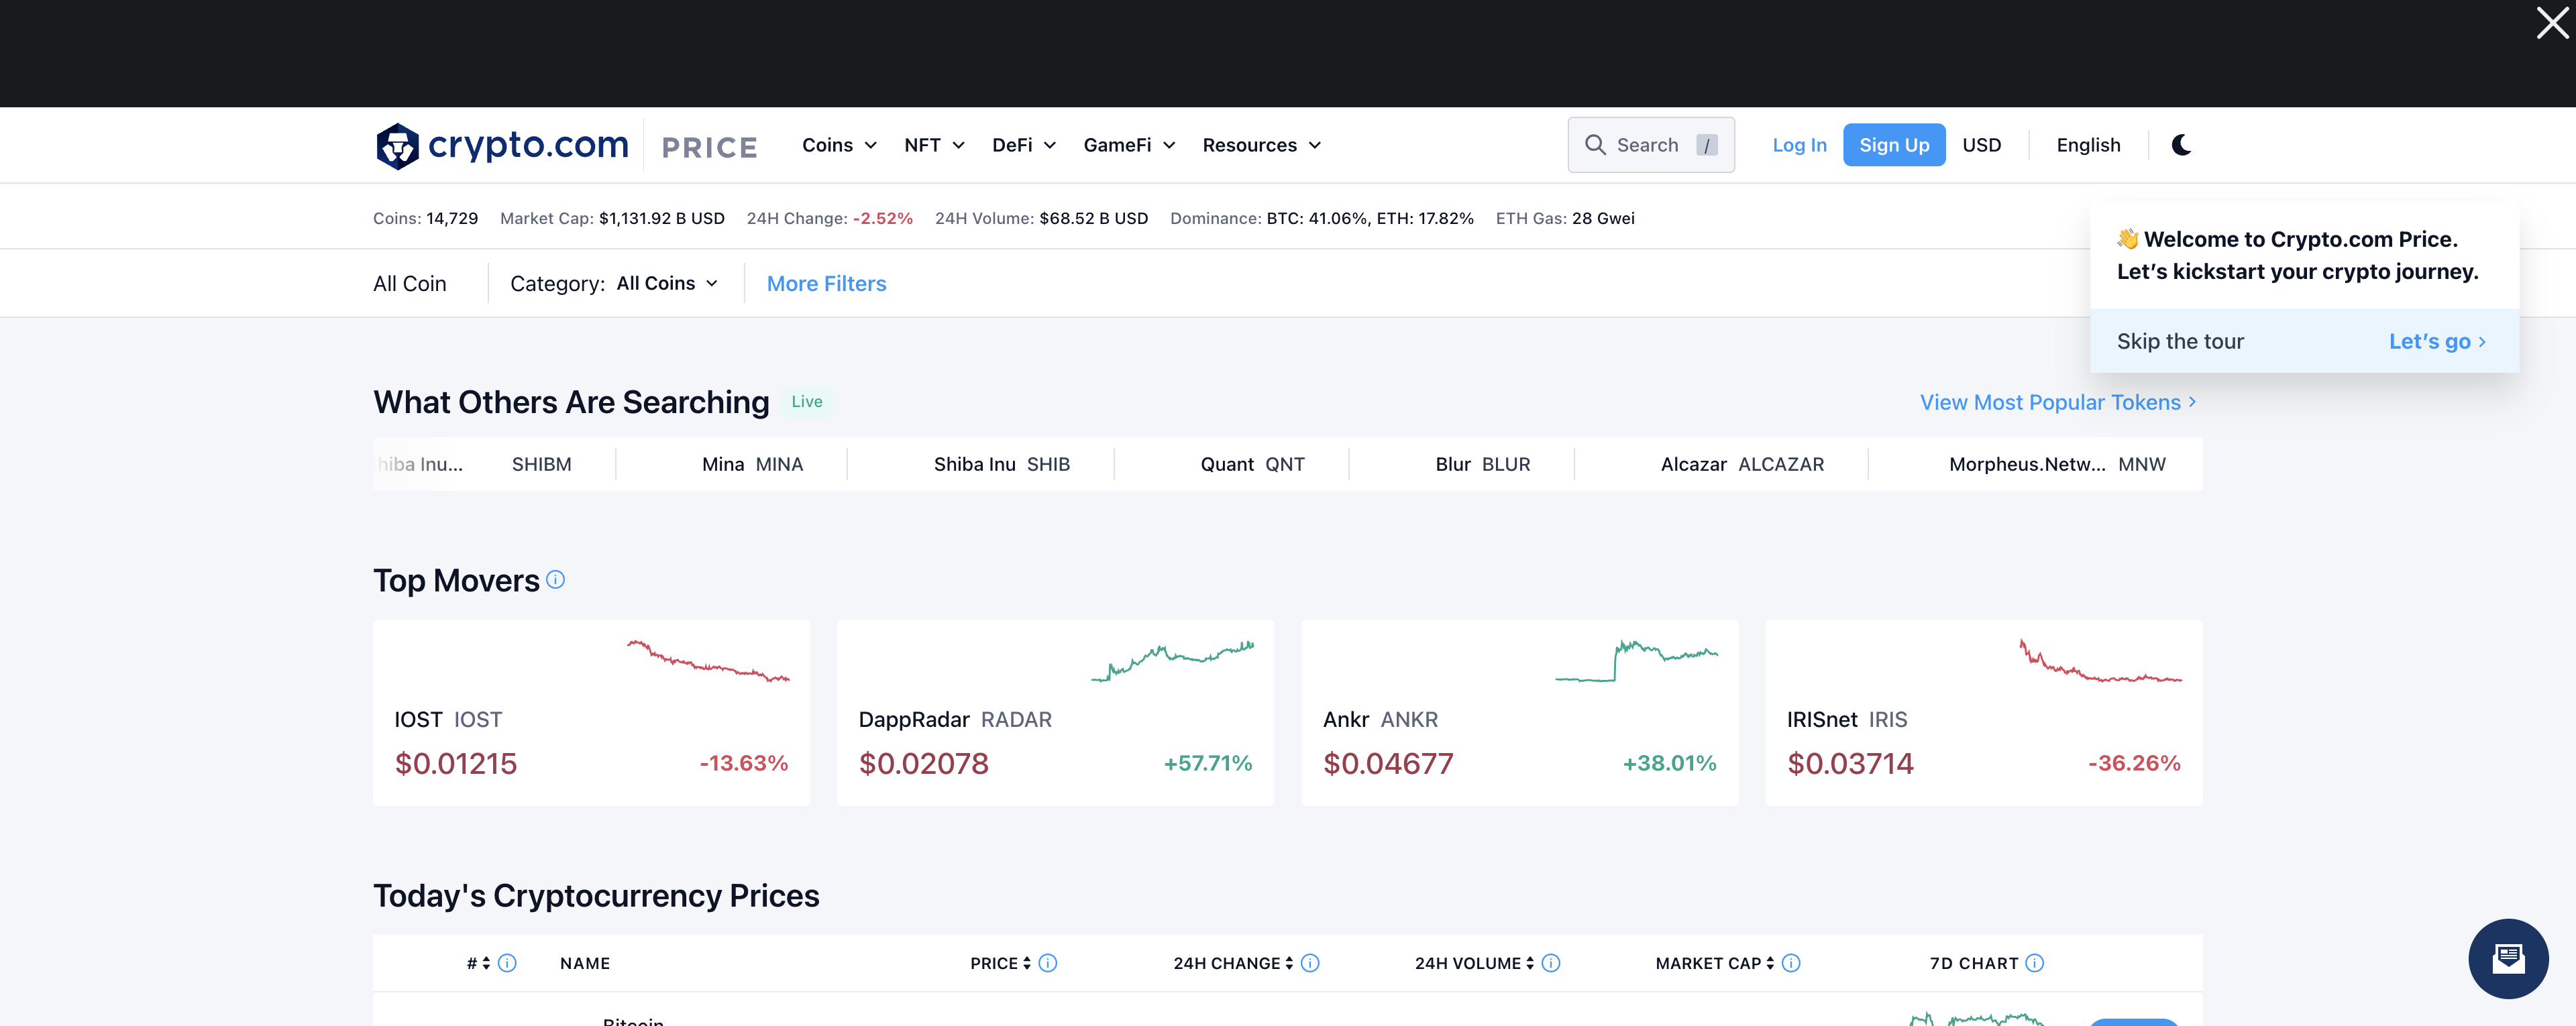 crypto.com PRICE Coins NFT DeFi GameFi Resources Search / Log In Sign Up USD English
Coins: 14,729 Market Cap: $1,131.92 B USD 24H Change: -2.52% 24H Volume: $68.52 B USD Dominance: BTC: 41.06%, ETH: 17.82% ETH Gas: 28 Gwei
All Coin Category: All Coins More Filters
👋 Welcome to Crypto.com Price.
Let’s kickstart your crypto journey.
Skip the tour Let’s go
What Others Are Searching Live View Most Popular Tokens
Inu... SHIBM Mina MINA Shiba Inu SHIB Quant QNT Blur BLUR Alcazar ALCAZAR Morpheus.Netw... MNW
Top Movers
IOST IOST
$0.01215 -13.63%
DappRadar RADAR
$0.02078 +57.71%
Ankr ANKR
$0.04677 +38.01%
IRISnet IRIS
$0.03714 -36.26%
Today's Cryptocurrency Prices
# NAME PRICE 24H CHANGE 24H VOLUME MARKET CAP 7D CHART
Bitcoin